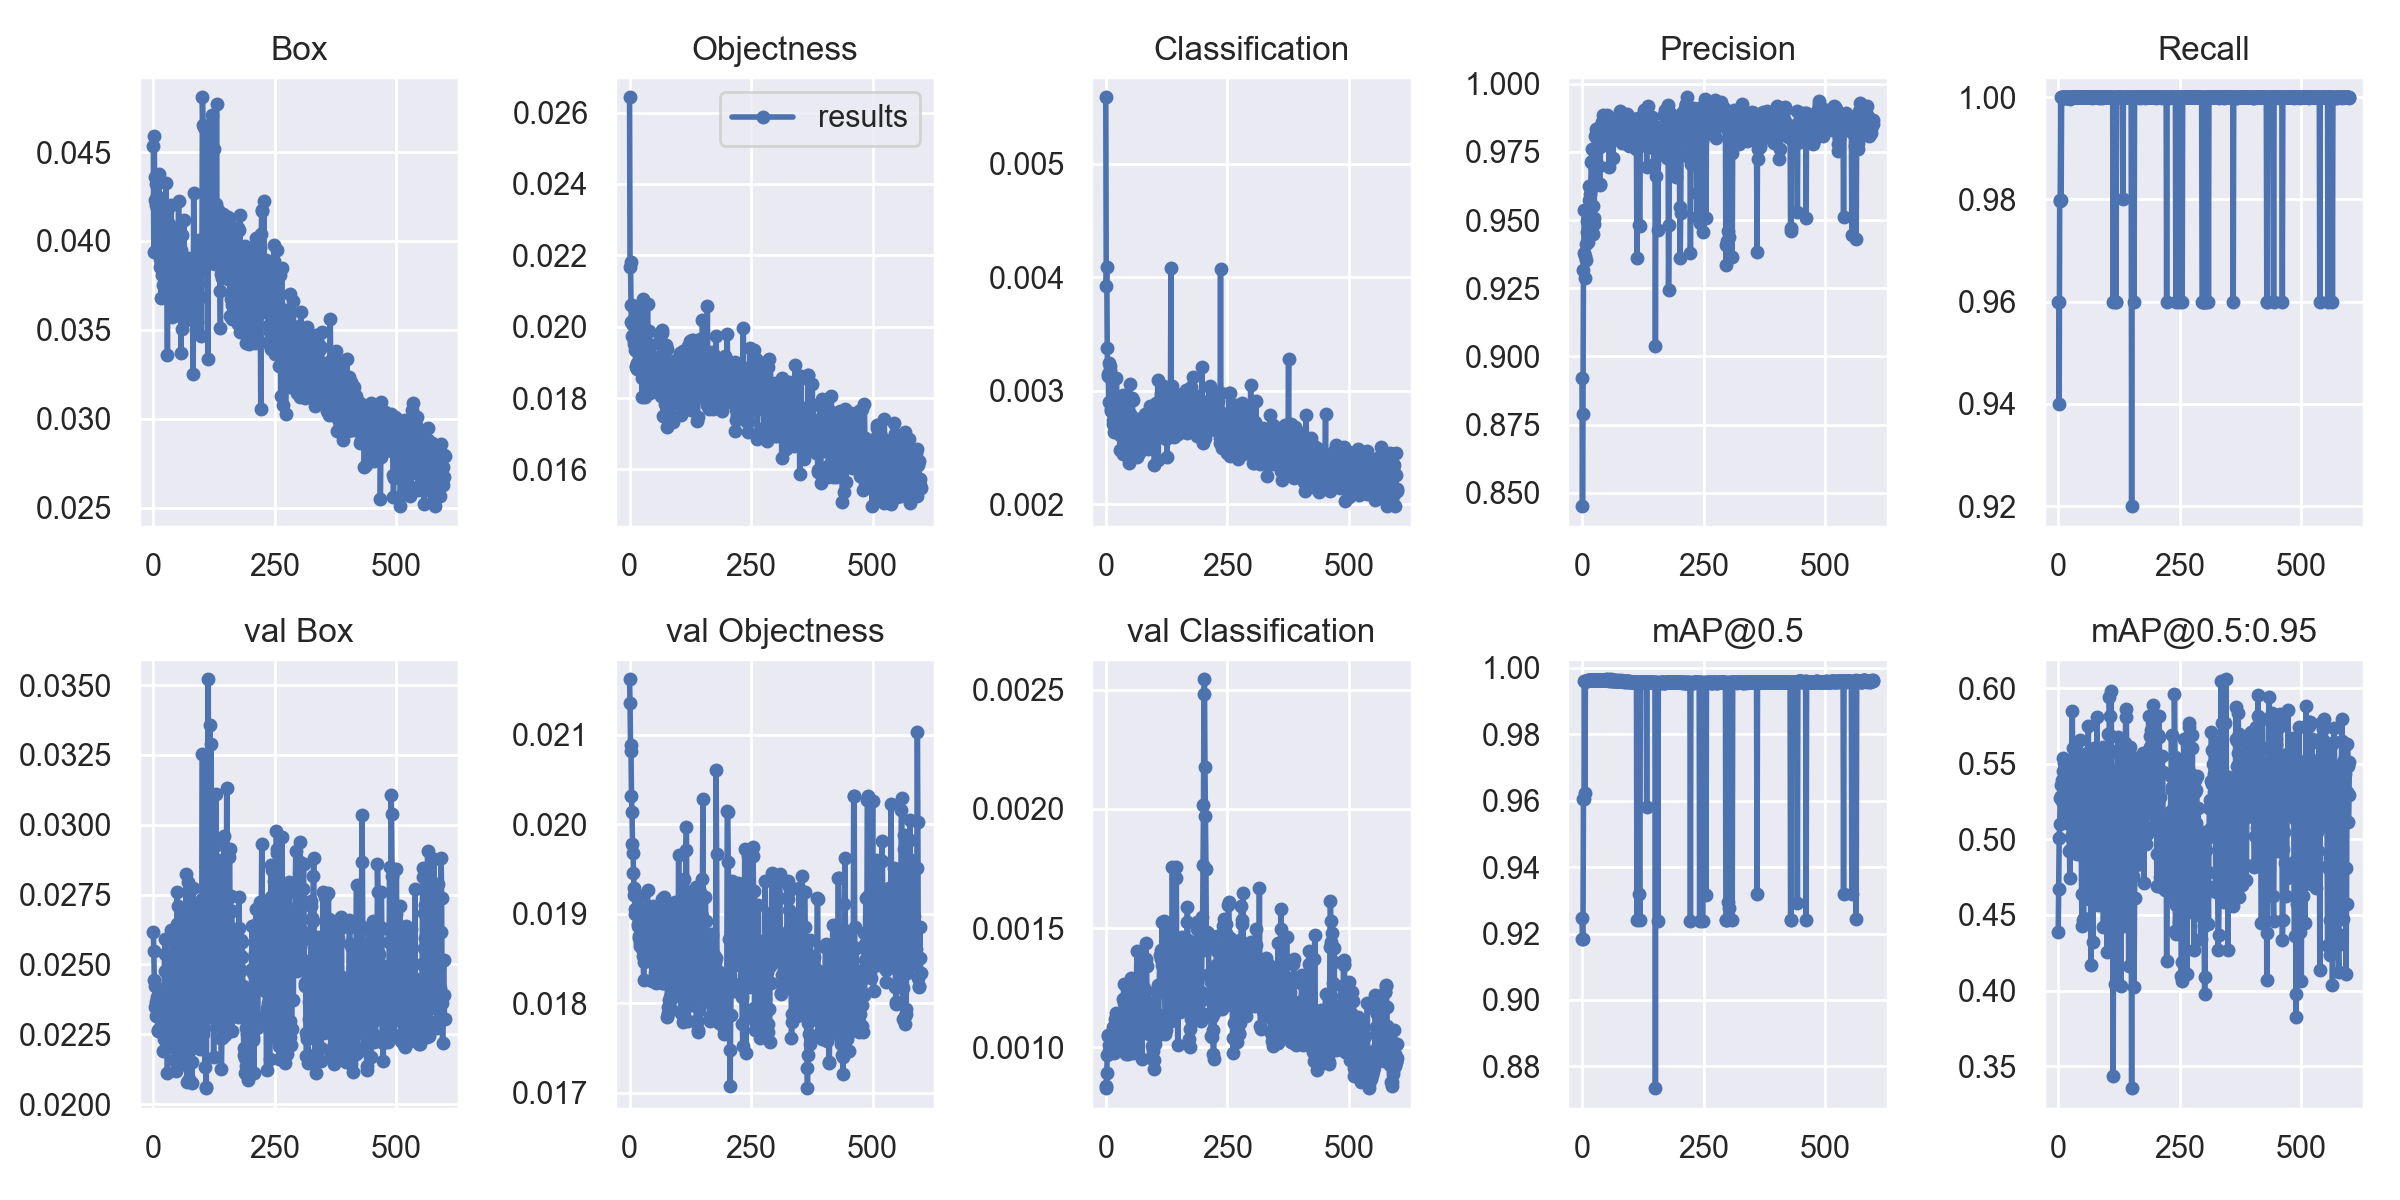 Box
Objectness
Classification
Precision
Recall
0.045
0.040
0.035
0.030
0.025
0 250 500
0.026
0.024
0.022
0.020
0.018
0.016
results
0 250 500
0.005
0.004
0.003
0.002
0 250 500
1.000
0.975
0.950
0.925
0.900
0.875
0.850
0 250 500
1.00
0.98
0.96
0.94
0.92
0 250 500
val Box
val Objectness
val Classification
mAP@0.5
mAP@0.5:0.95
0.0350
0.0325
0.0300
0.0275
0.0250
0.0225
0.0200
0 250 500
0.021
0.020
0.019
0.018
0.017
0 250 500
0.0025
0.0020
0.0015
0.0010
0 250 500
1.00
0.98
0.96
0.94
0.92
0.90
0.88
0 250 500
0.60
0.55
0.50
0.45
0.40
0.35
0 250 500